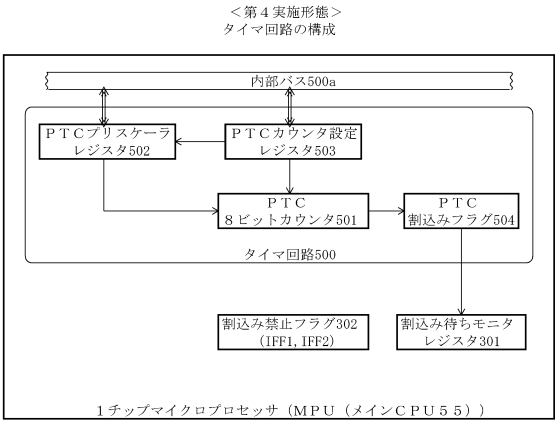 ＜第４実施形態＞
タイマ回路の構成
内部バス500a
ＰＴＣプリスケーラ
レジスタ502
ＰＴＣカウンタ設定
レジスタ503
ＰＴＣ
８ビットカウンタ501
ＰＴＣ
割込みフラグ504
タイマ回路500
割込み禁止フラグ302
（IFF1, IFF2）
割込み待ちモニタ
レジスタ301
１チップマイクロプロセッサ（ＭＰＵ（メインＣＰＵ５５））